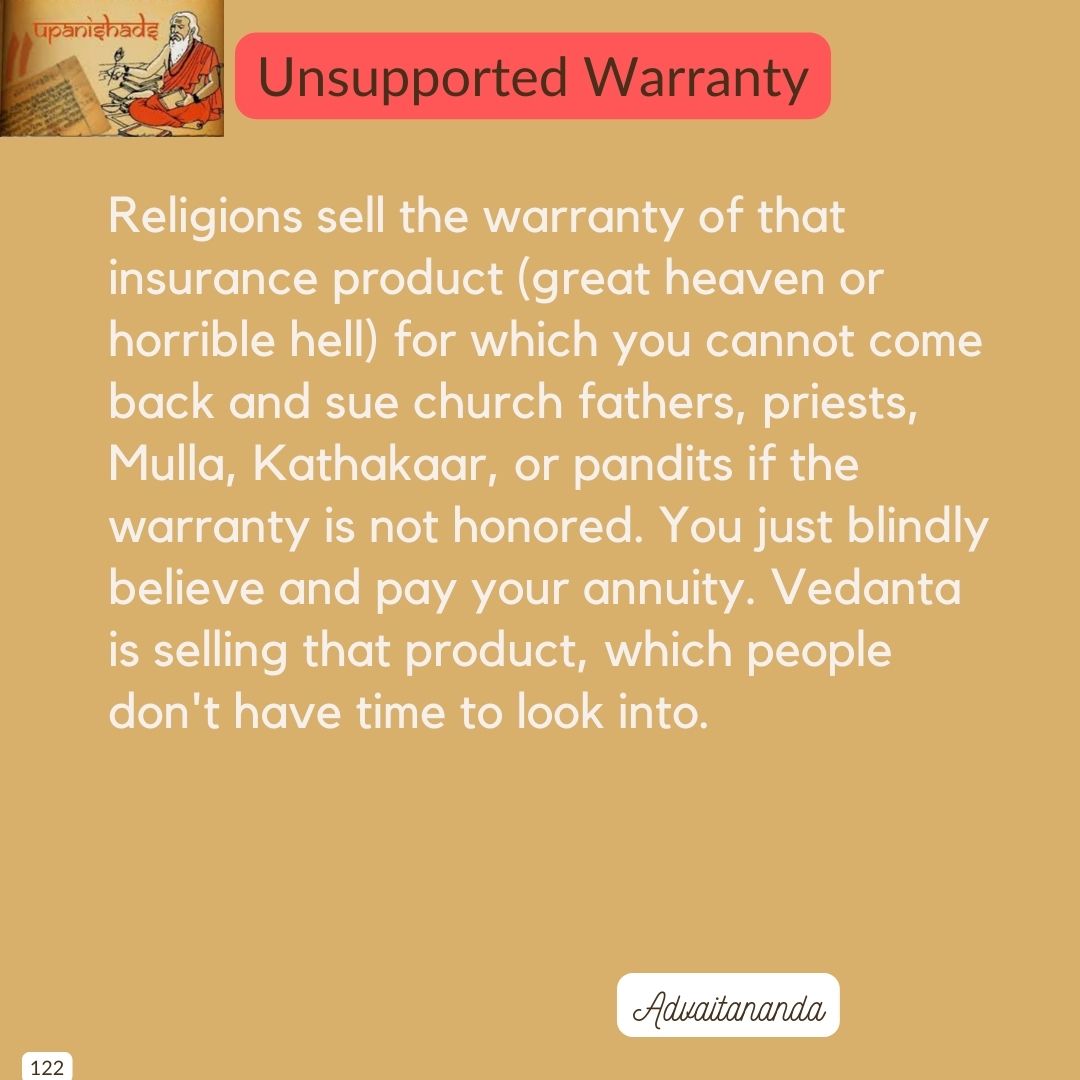 upanishads
Unsupported Warranty
Religions sell the warranty of that
insurance product (great heaven or
horrible hell) for which you cannot come
back and sue church fathers, priests,
Mulla, Kathakaar, or pandits if the
warranty is not honored. You just blindly
believe and pay your annuity. Vedanta
is selling that product, which people
don't have time to look into.
Advaitananda
122